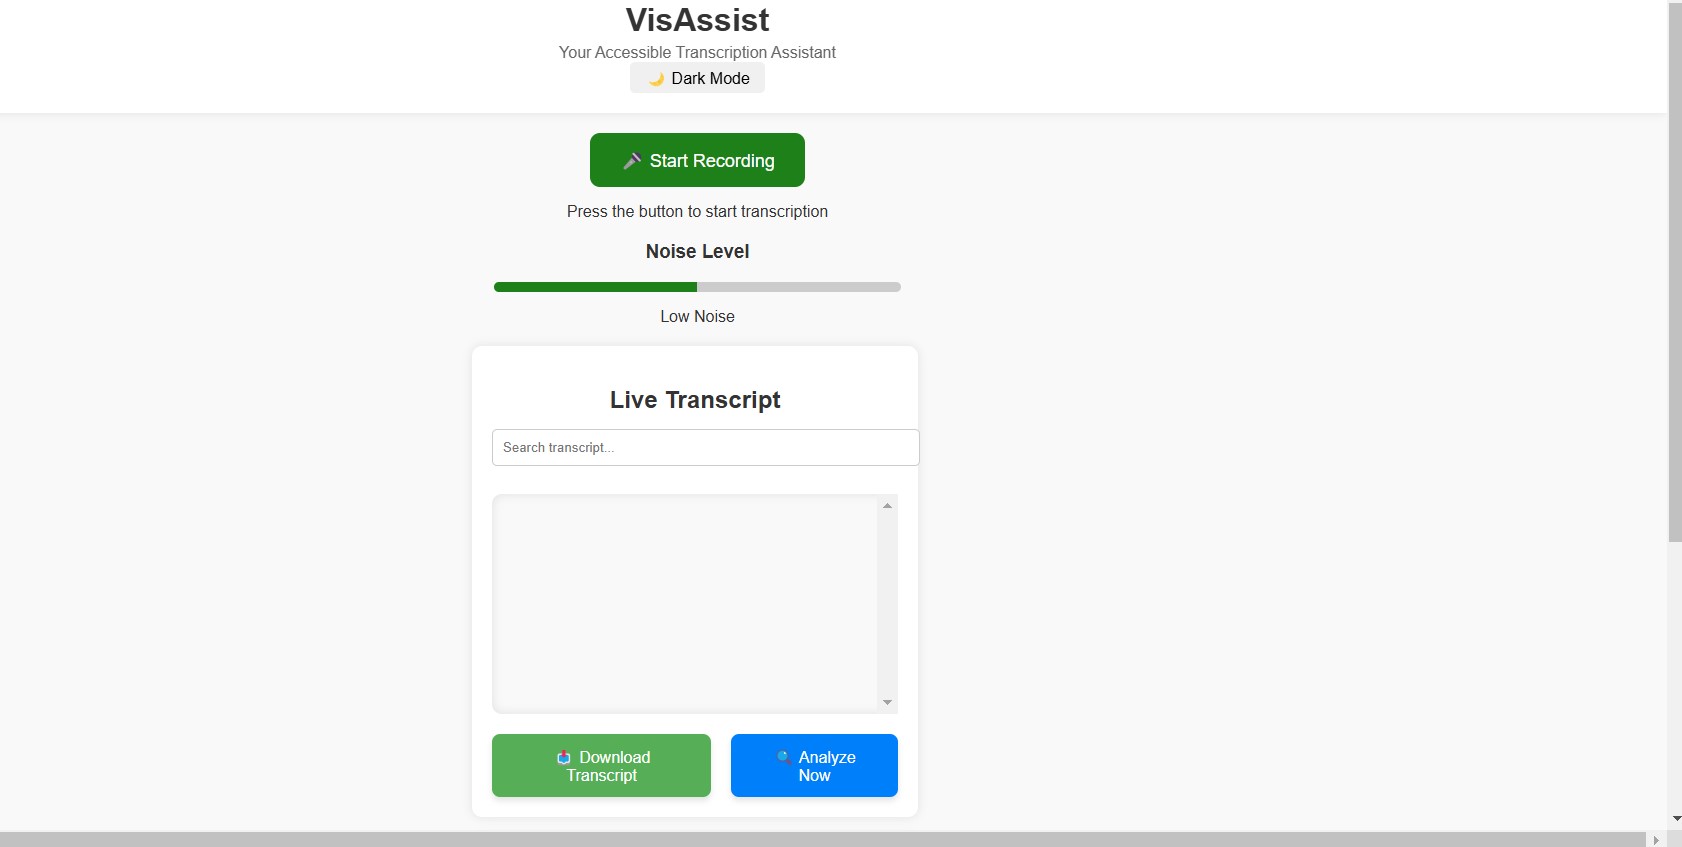 VisAssist
Your Accessible Transcription Assistant
🌙 Dark Mode
🎤 Start Recording
Press the button to start transcription
Noise Level
Low Noise
Live Transcript
Search transcript...
📥 Download
Transcript
🔍 Analyze
Now